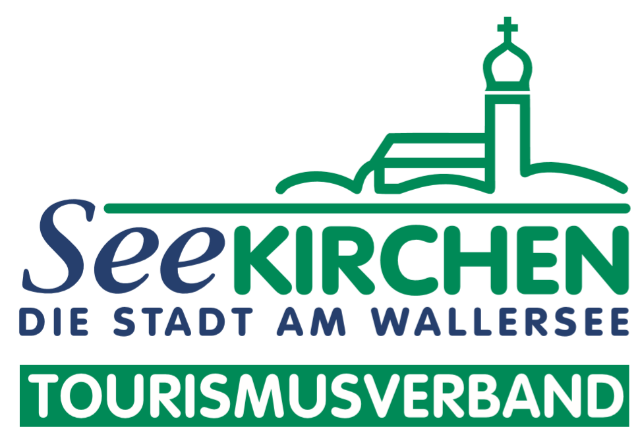 SeeKIRCHEN
DIE STADT AM WALLERSEE
TOURISMUSVERBAND